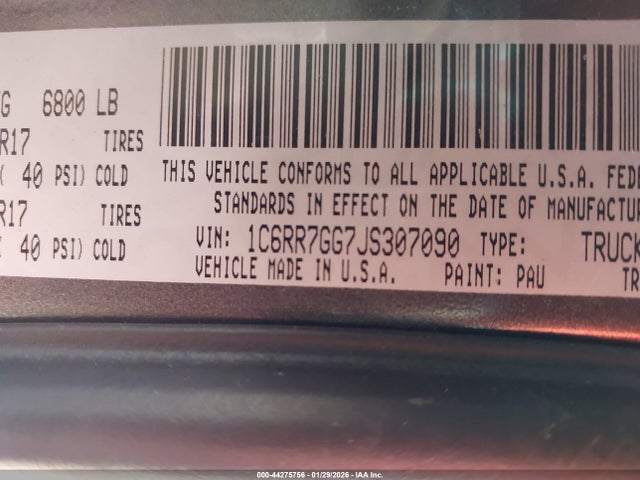 G 6800 LB
R17 TIRES
( 40 PSI) COLD
R17 TIRES
( 40 PSI) COLD
THIS VEHICLE CONFORMS TO ALL APPLICABLE U.S.A. FEDE
STANDARDS IN EFFECT ON THE DATE OF MANUFACTU
VIN: 1C6RR7GG7JS307090 TYPE: TRUCK
VEHICLE MADE IN U.S.A. PAINT: PAU TR
000-44275756 - 01/29/2026 - IAA Inc.